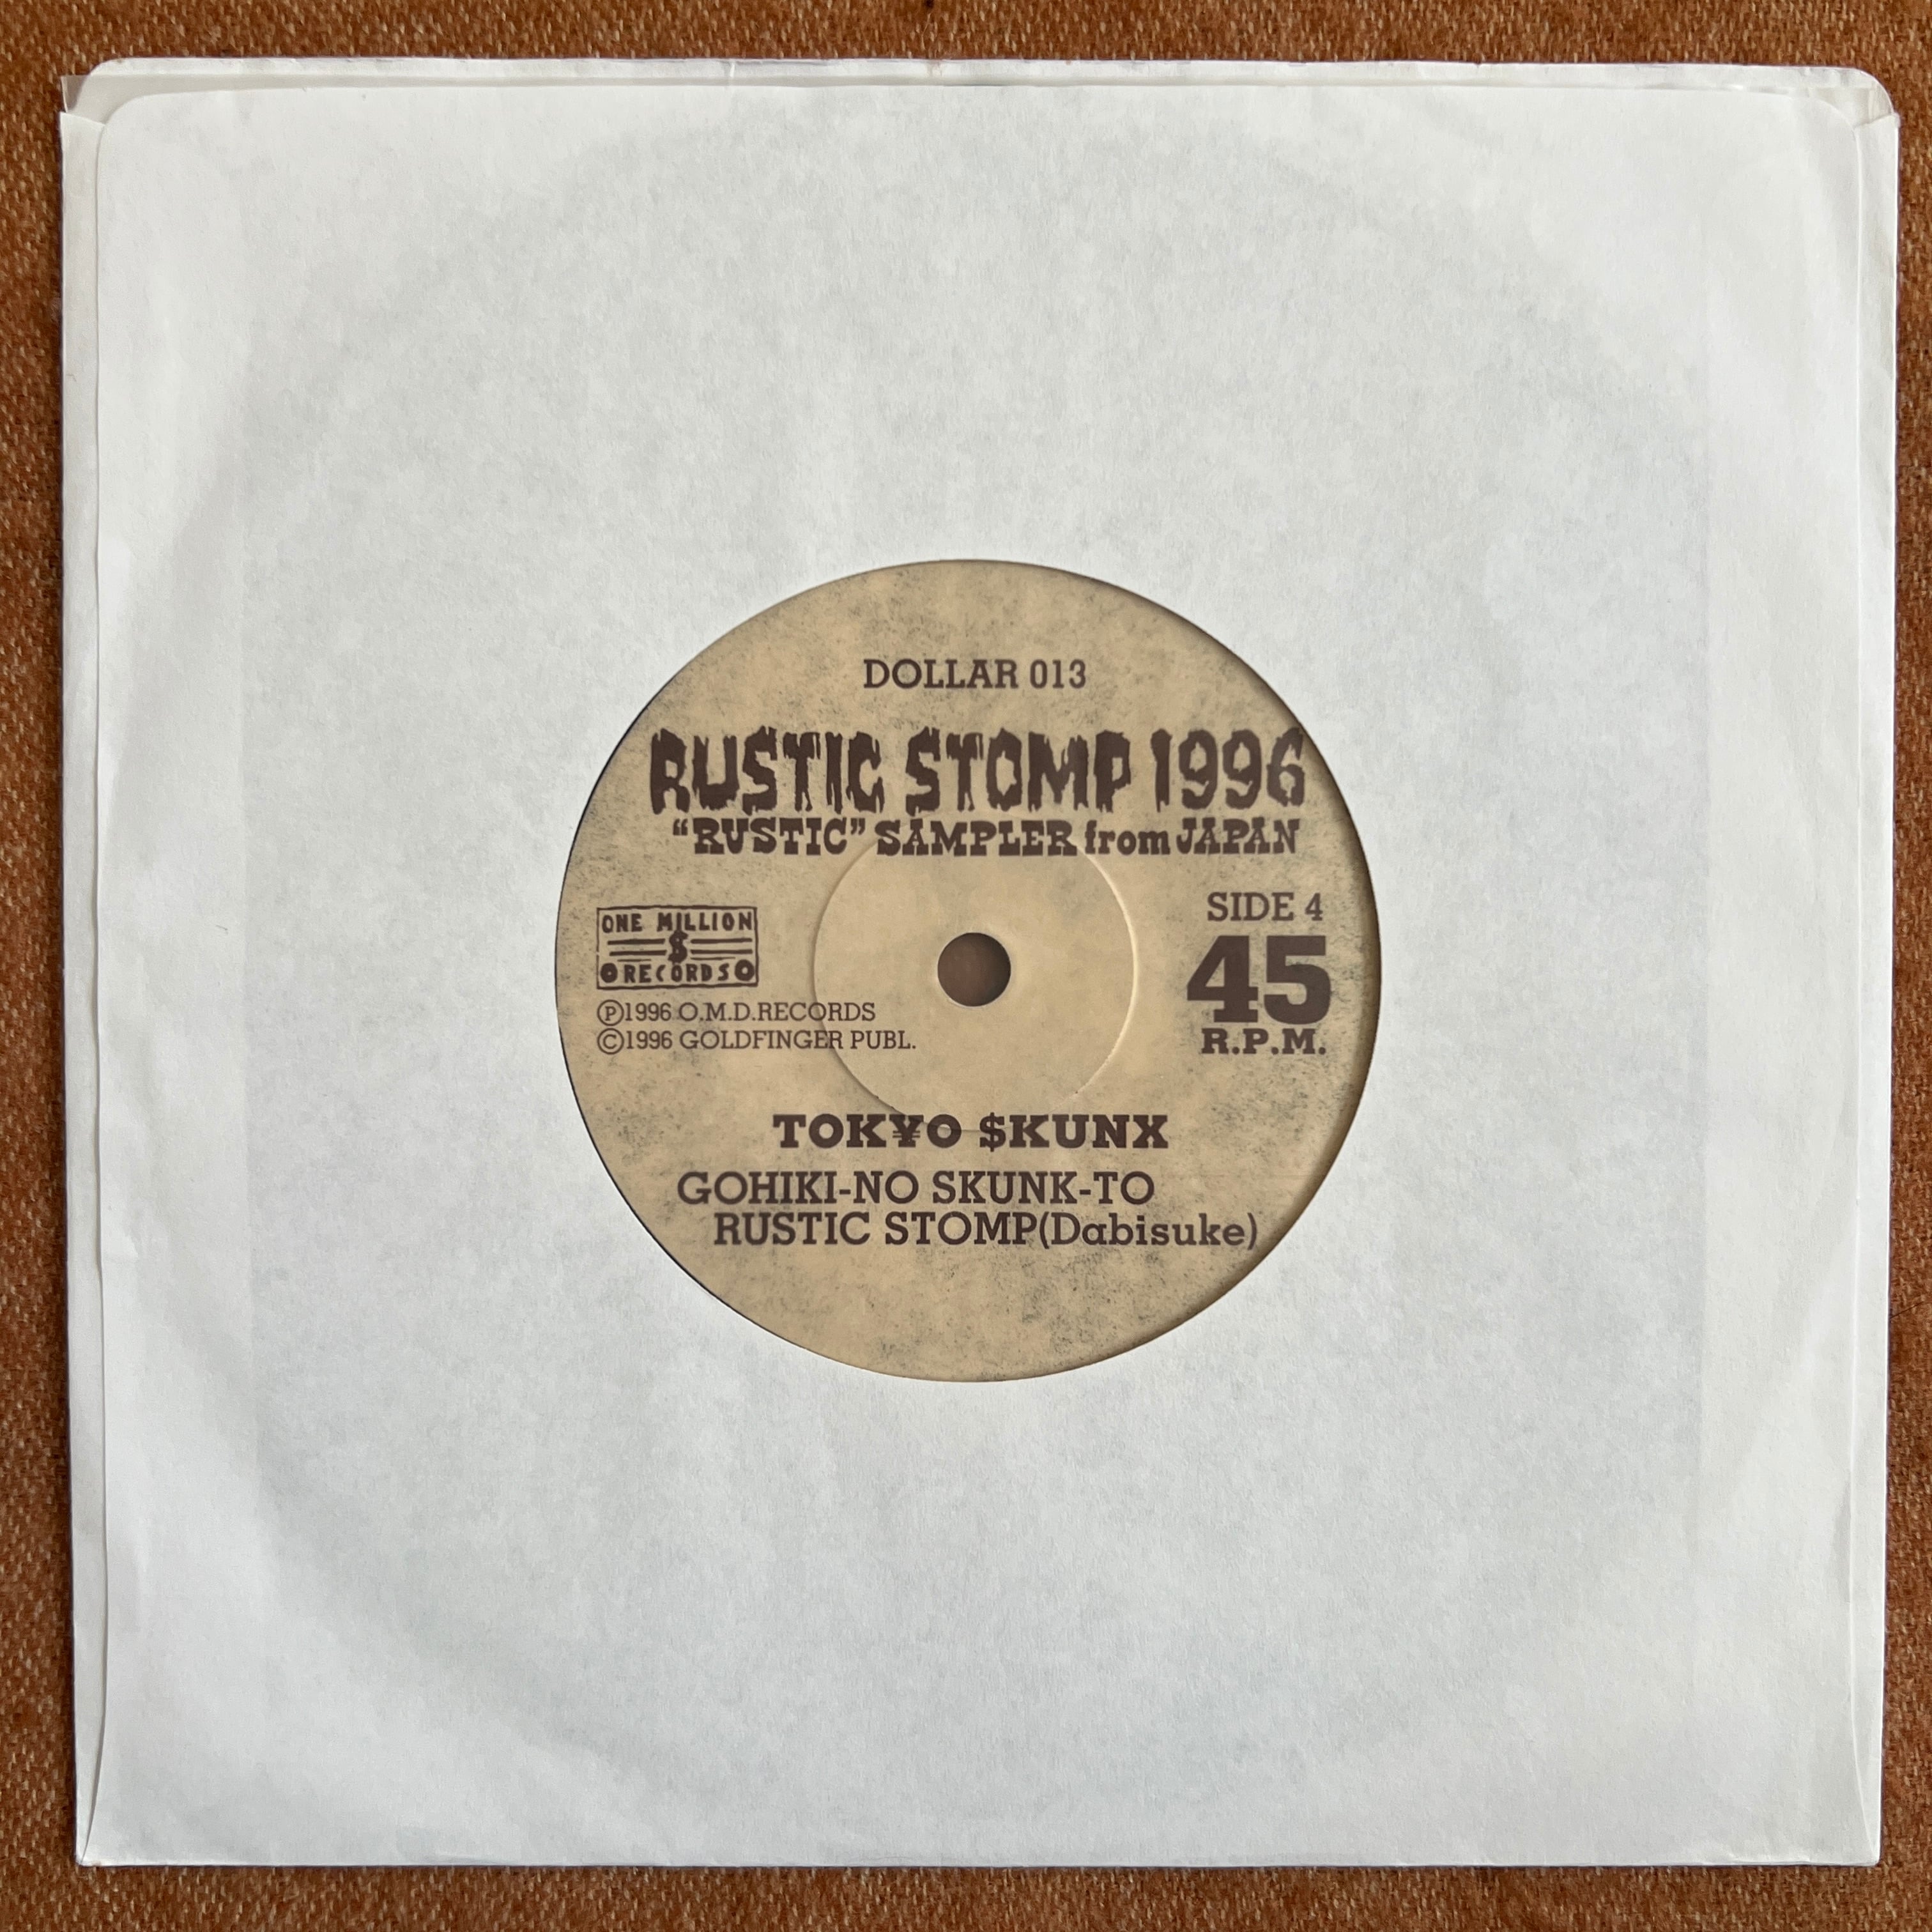 DOLLAR 013
RUSTIC STOMP 1996
"RUSTIC" SAMPLER from JAPAN
ONE MILLION
$
RECORDS
Ⓟ1996 O.M.D.RECORDS
©1996 GOLDFINGER PUBL.
SIDE 4
45
R.P.M.
TOK¥O $KUNX
GOHIKI-NO SKUNK-TO
RUSTIC STOMP(Dabisuke)